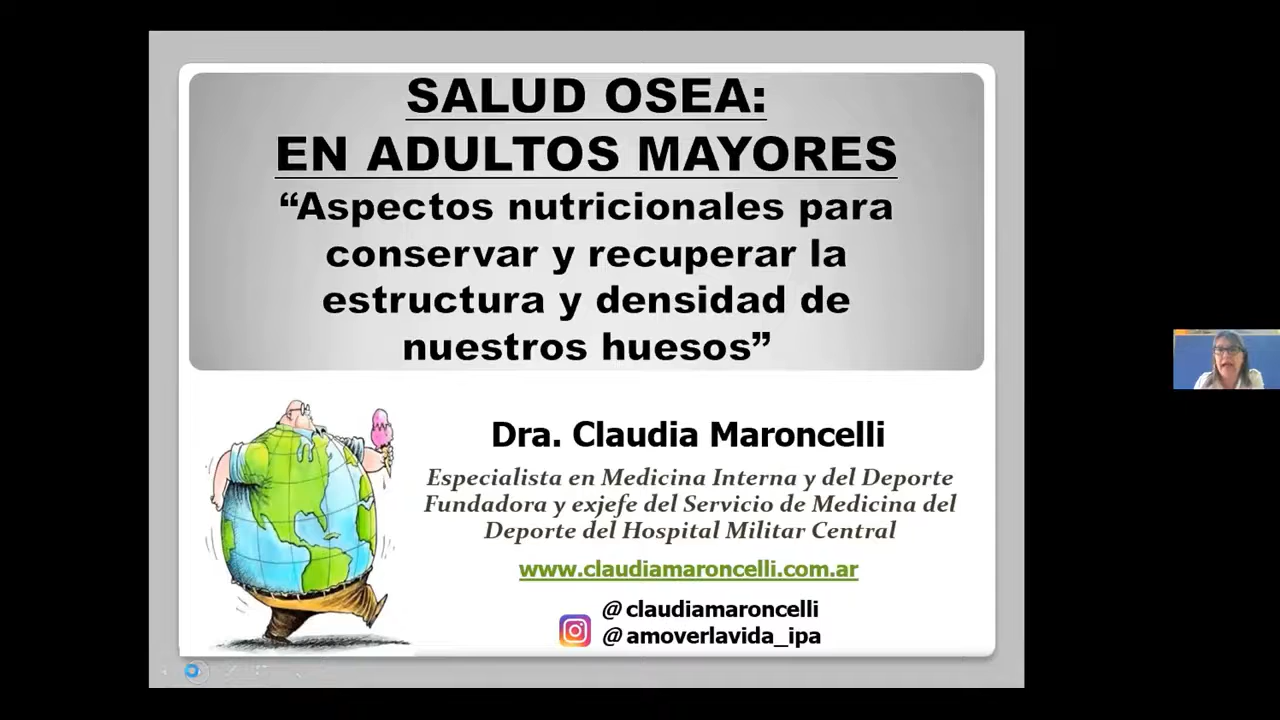 SALUD OSEA:
EN ADULTOS MAYORES
“Aspectos nutricionales para
conservar y recuperar la
estructura y densidad de
nuestros huesos”
Dra. Claudia Maroncelli
Especialista en Medicina Interna y del Deporte
Fundadora y exjefe del Servicio de Medicina del
Deporte del Hospital Militar Central
www.claudiamaroncelli.com.ar
@claudiamaroncelli
@amoverlavida_ipa